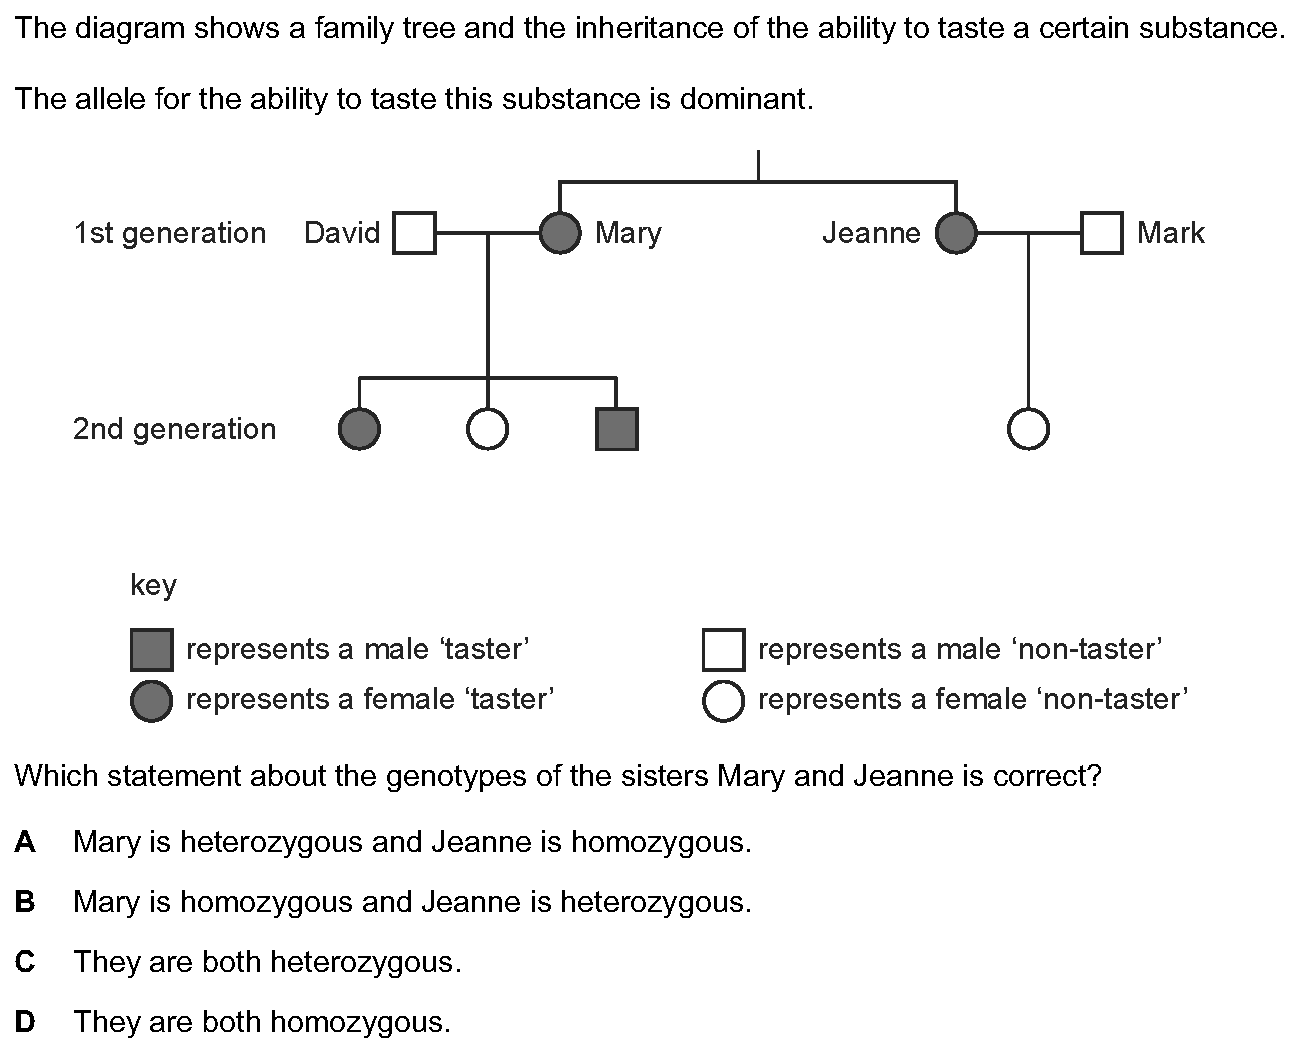 The diagram shows a family tree and the inheritance of the ability to taste a certain substance.
The allele for the ability to taste this substance is dominant.
1st generation David Mary Jeanne Mark
2nd generation
key
represents a male ‘taster’ represents a male ‘non-taster’
represents a female ‘taster’ represents a female ‘non-taster’
Which statement about the genotypes of the sisters Mary and Jeanne is correct?
A Mary is heterozygous and Jeanne is homozygous.
B Mary is homozygous and Jeanne is heterozygous.
C They are both heterozygous.
D They are both homozygous.